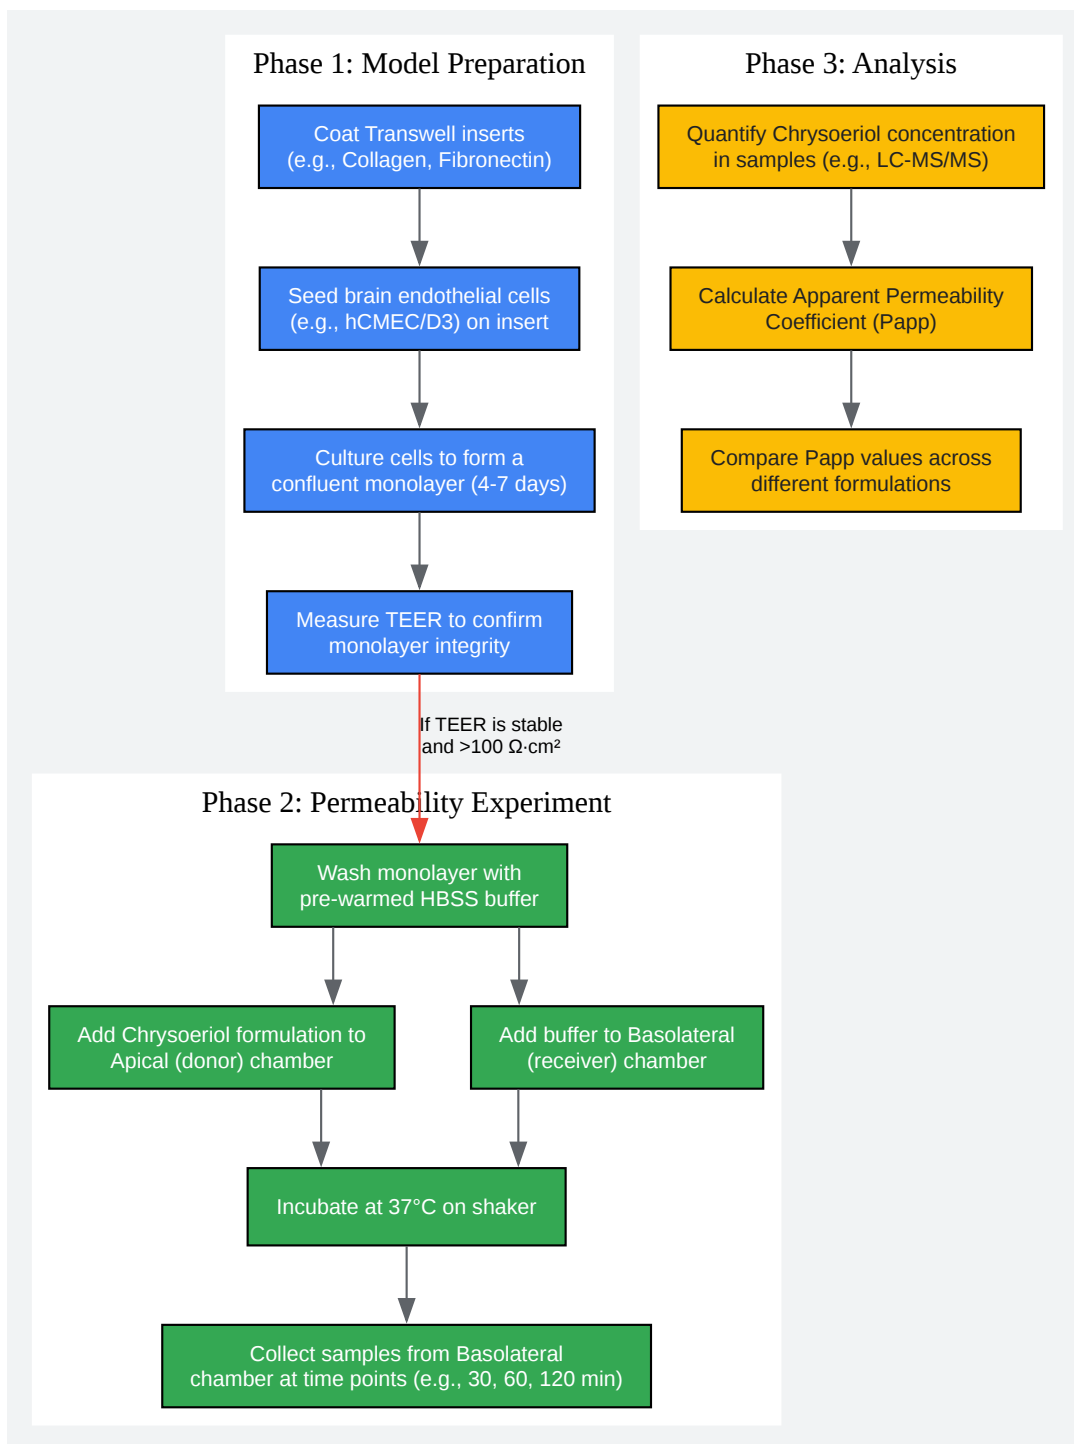 Phase 1: Model Preparation
Coat Transwell inserts
(e.g., Collagen, Fibronectin)
Seed brain endothelial cells
(e.g., hCMEC/D3) on insert
Culture cells to form a
confluent monolayer (4-7 days)
Measure TEER to confirm
monolayer integrity
If TEER is stable
and >100 Ω·cm²
Phase 2: Permeability Experiment
Wash monolayer with
pre-warmed HBSS buffer
Add Chrysoeriol formulation to
Apical (donor) chamber
Add buffer to Basolateral
(receiver) chamber
Incubate at 37°C on shaker
Collect samples from Basolateral
chamber at time points (e.g., 30, 60, 120 min)
Phase 3: Analysis
Quantify Chrysoeriol concentration
in samples (e.g., LC-MS/MS)
Calculate Apparent Permeability
Coefficient (Papp)
Compare Papp values across
different formulations